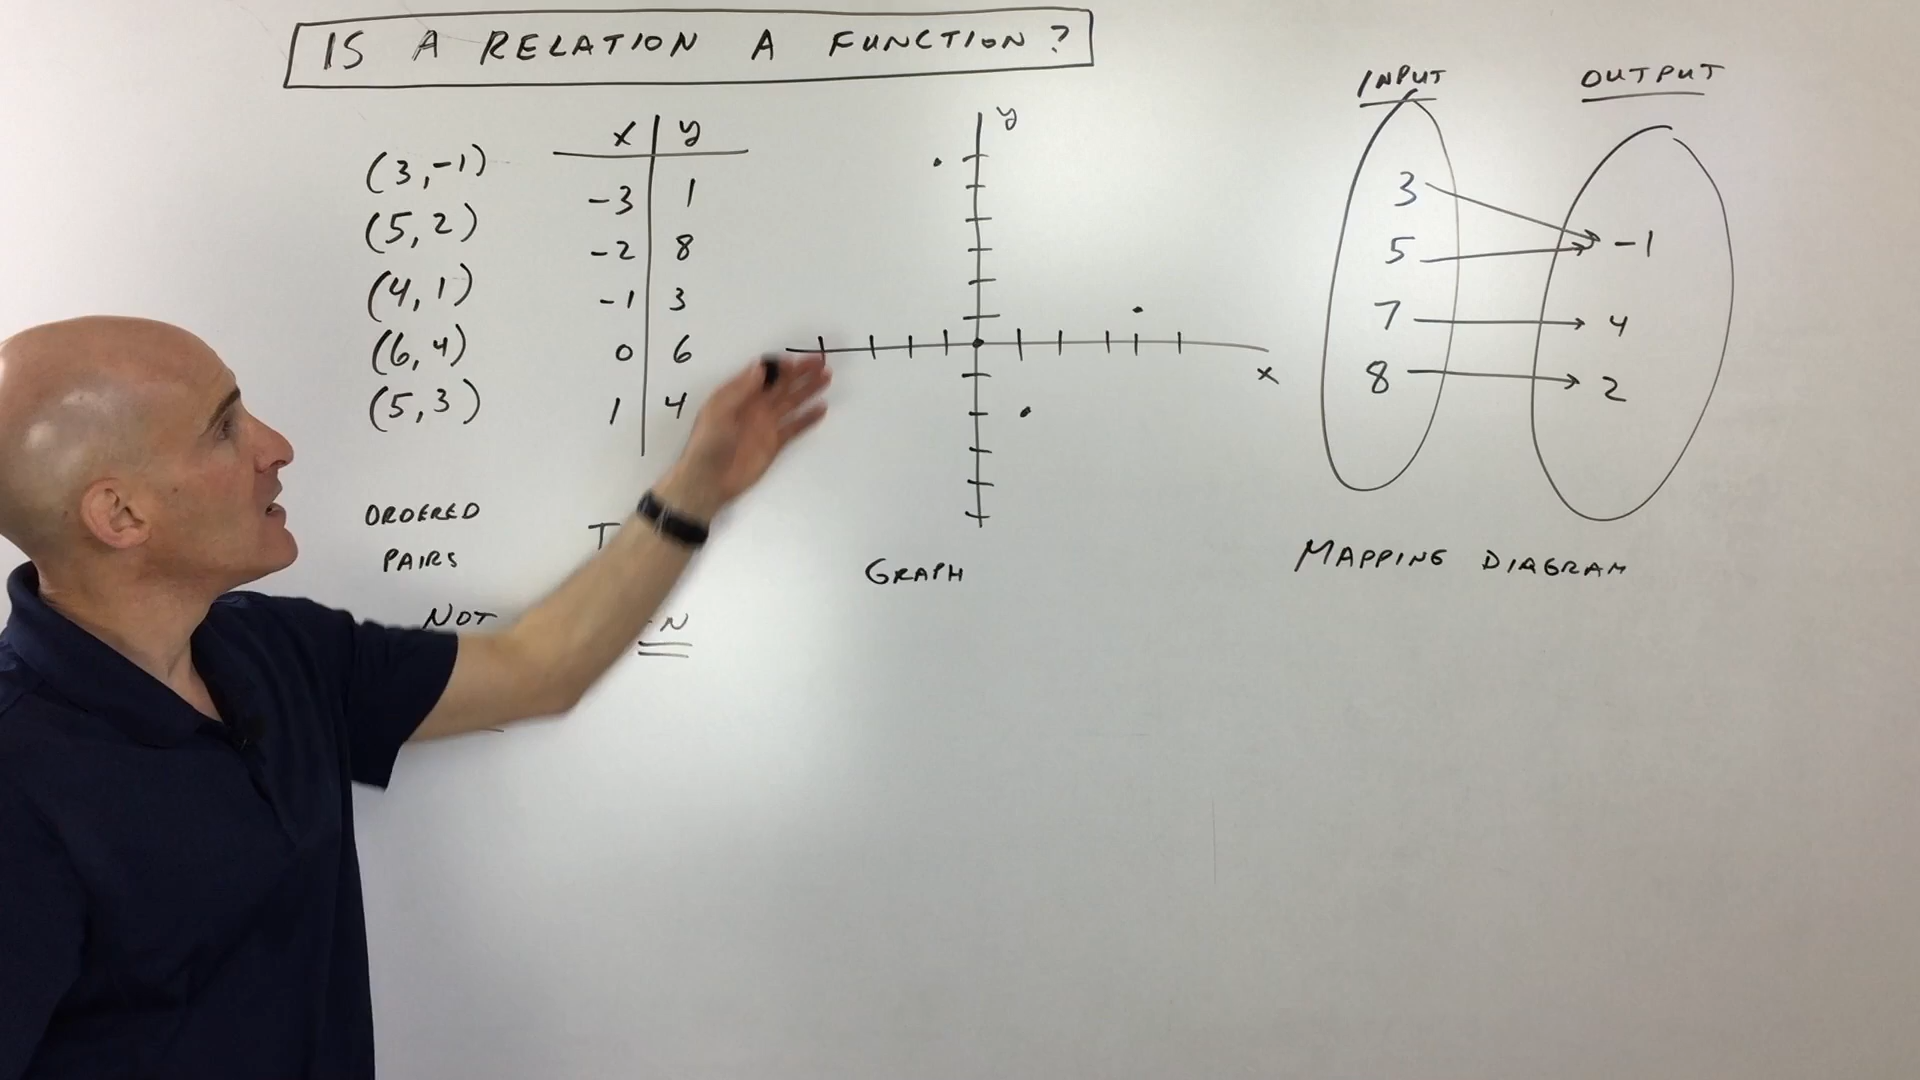 IS A RELATION A FUNCTION?
(3,-1)
(5,2)
(4,1)
(6,4)
(5,3)
ORDERED
PAIRS
NOT
x y
-3 1
-2 8
-1 3
0 6
1 4
T
N
y
x
GRAPH
INPUT OUTPUT
3
5
7
8
-1
4
2
MAPPING DIAGRAM